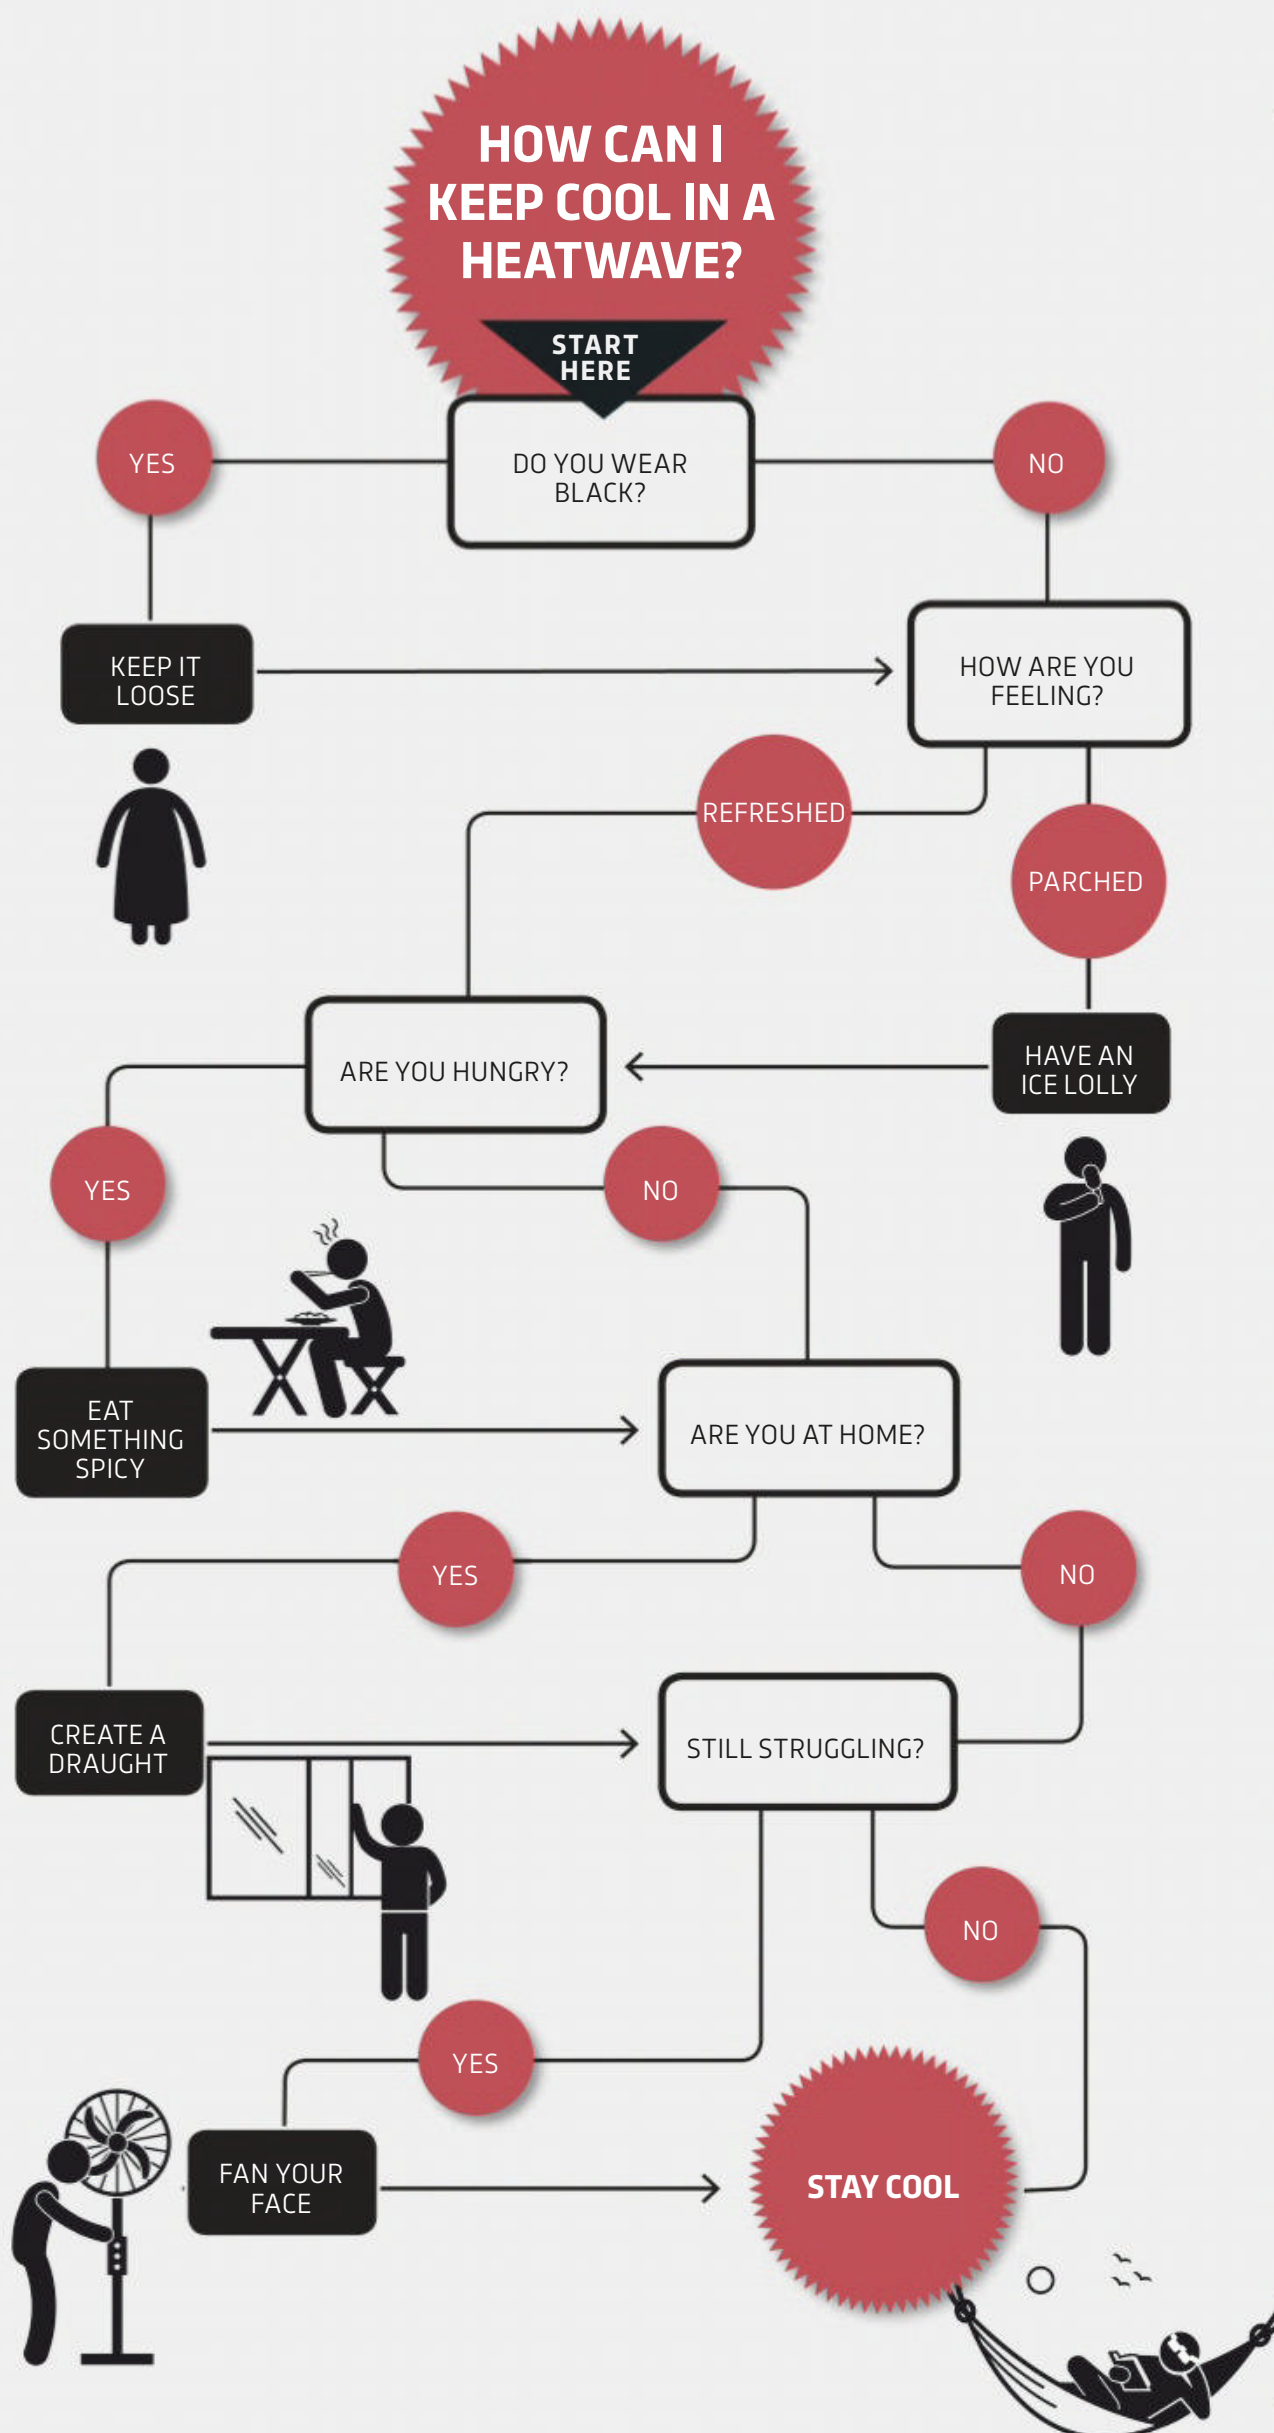 HOW CAN I
KEEP COOL IN A
HEATWAVE?
START
HERE
YES
DO YOU WEAR
BLACK?
NO
KEEP IT
LOOSE
HOW ARE YOU
FEELING?
REFRESHED
PARCHED
ARE YOU HUNGRY?
HAVE AN
ICE LOLLY
YES
NO
EAT
SOMETHING
SPICY
ARE YOU AT HOME?
YES
NO
CREATE A
DRAUGHT
STILL STRUGGLING?
NO
YES
FAN YOUR
FACE
STAY COOL